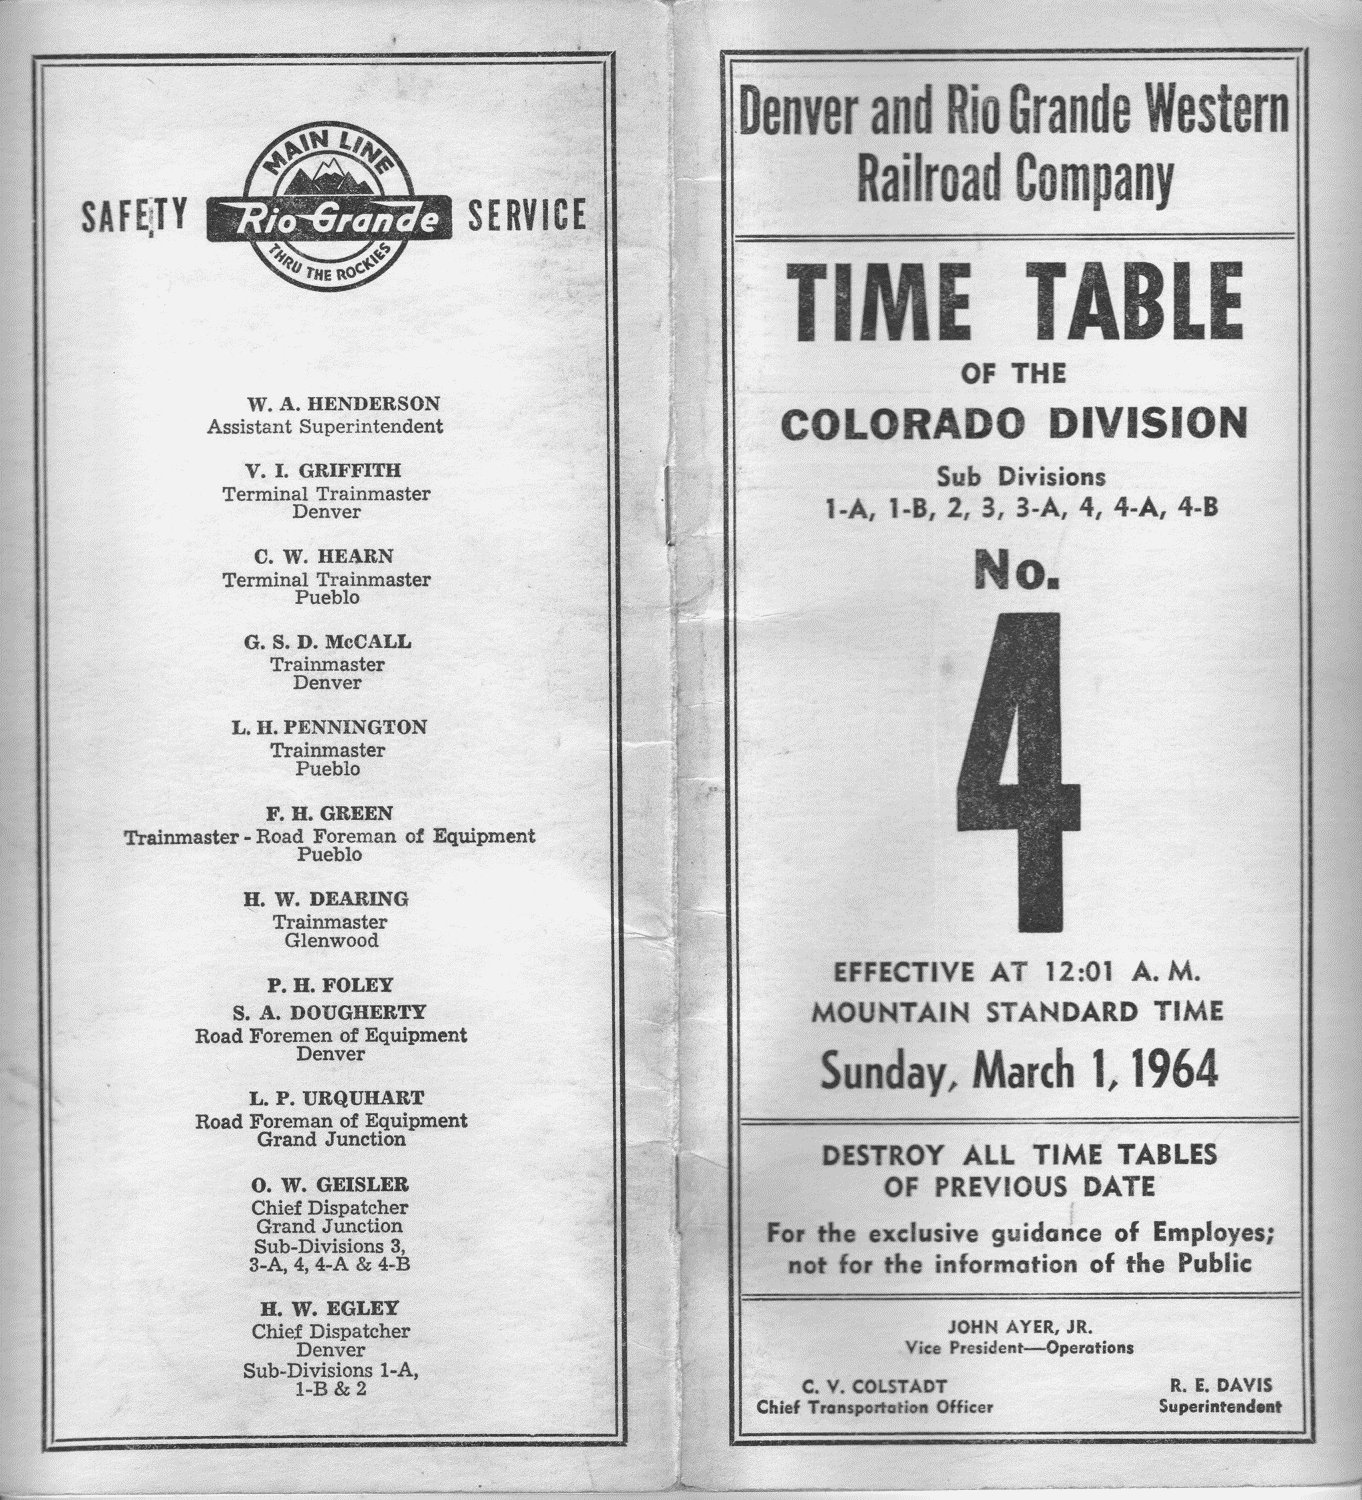 MAIN LINE
SAFETY Rio Grande SERVICE
THRU THE ROCKIES
W. A. HENDERSON
Assistant Superintendent
V. I. GRIFFITH
Terminal Trainmaster
Denver
C. W. HEARN
Terminal Trainmaster
Pueblo
G. S. D. McCALL
Trainmaster
Denver
L. H. PENNINGTON
Trainmaster
Pueblo
F. H. GREEN
Trainmaster - Road Foreman of Equipment
Pueblo
H. W. DEARING
Trainmaster
Glenwood
P. H. FOLEY
S. A. DOUGHERTY
Road Foremen of Equipment
Denver
L. P. URQUHART
Road Foreman of Equipment
Grand Junction
O. W. GEISLER
Chief Dispatcher
Grand Junction
Sub-Divisions 3,
3-A, 4, 4-A & 4-B
H. W. EGLEY
Chief Dispatcher
Denver
Sub-Divisions 1-A,
1-B & 2
Denver and Rio Grande Western
Railroad Company
TIME TABLE
OF THE
COLORADO DIVISION
Sub Divisions
1-A, 1-B, 2, 3, 3-A, 4, 4-A, 4-B
No.
4
EFFECTIVE AT 12:01 A. M.
MOUNTAIN STANDARD TIME
Sunday, March 1, 1964
DESTROY ALL TIME TABLES
OF PREVIOUS DATE
For the exclusive guidance of Employes;
not for the information of the Public
JOHN AYER, JR.
Vice President—Operations
C. V. COLSTADT R. E. DAVIS
Chief Transportation Officer Superintendent